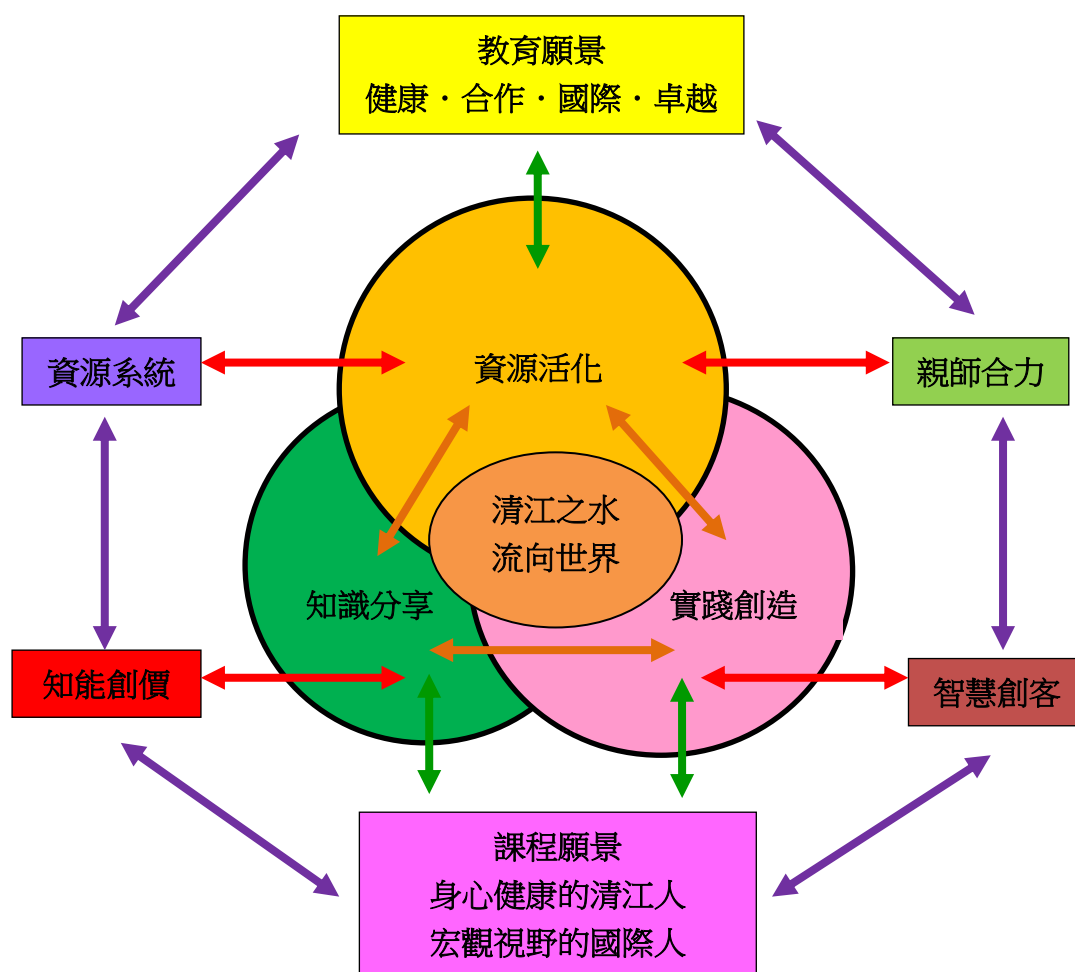 教育願景
健康．合作．國際．卓越
資源系統
資源活化
親師合力
清江之水
流向世界
知識分享
實踐創造
知能創價
智慧創客
課程願景
身心健康的清江人
宏觀視野的國際人